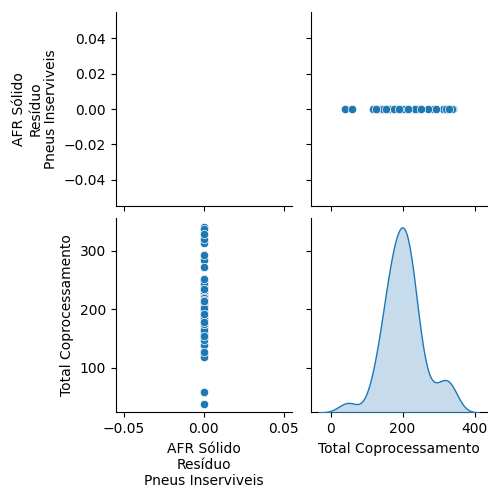 0.04
0.02
0.00
−0.02
−0.04
AFR Sólido
Resíduo
Pneus Inserviveis
300
200
100
Total Coprocessamento
−0.05
0.00
0.05
AFR Sólido
Resíduo
Pneus Inserviveis
0
200
400
Total Coprocessamento